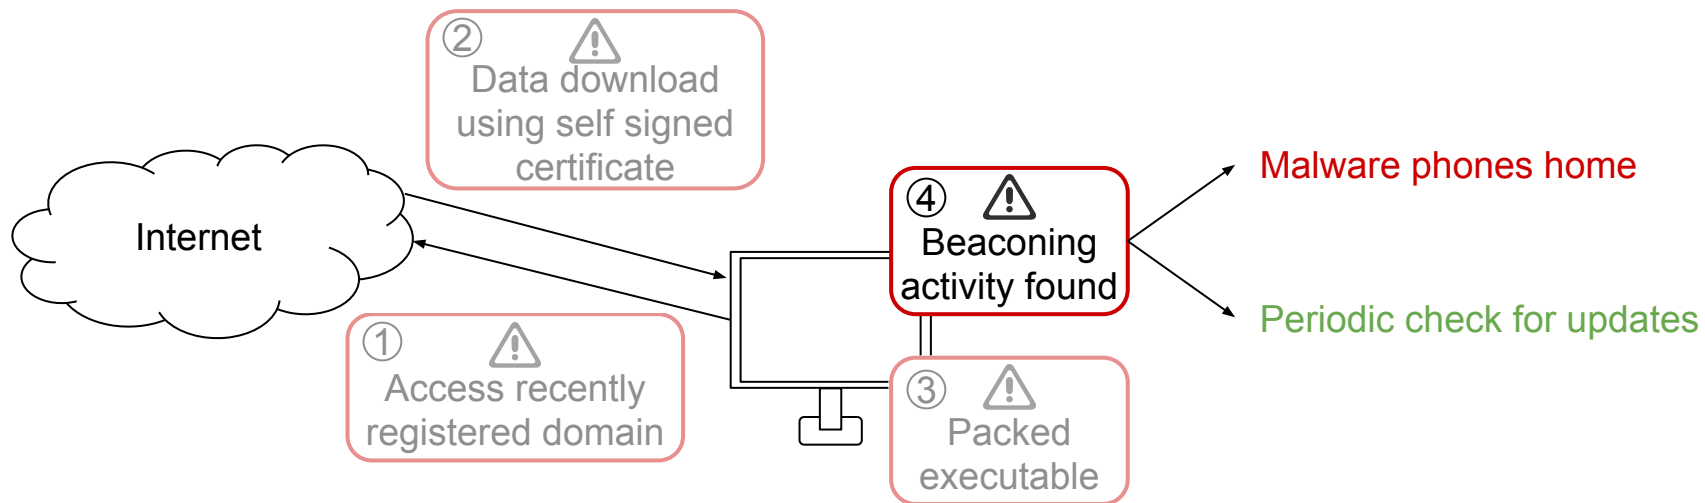 ②
Data download
using self signed
certificate
Internet
①
Access recently
registered domain
④
Beaconing
activity found
③
Packed
executable
Malware phones home
Periodic check for updates